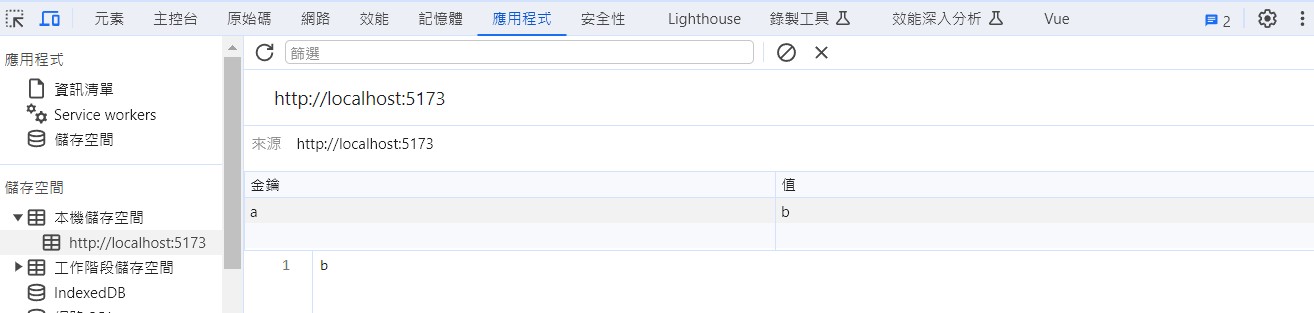 元素 主控台 原始碼 網路 效能 記憶體 應用程式 安全性 Lighthouse 錄製工具 效能深入分析 Vue 2
應用程式
資訊清單
Service workers
儲存空間
儲存空間
本機儲存空間
http://localhost:5173
工作階段儲存空間
IndexedDB
篩選
http://localhost:5173
來源 http://localhost:5173
金鑰 值
a b
1 b